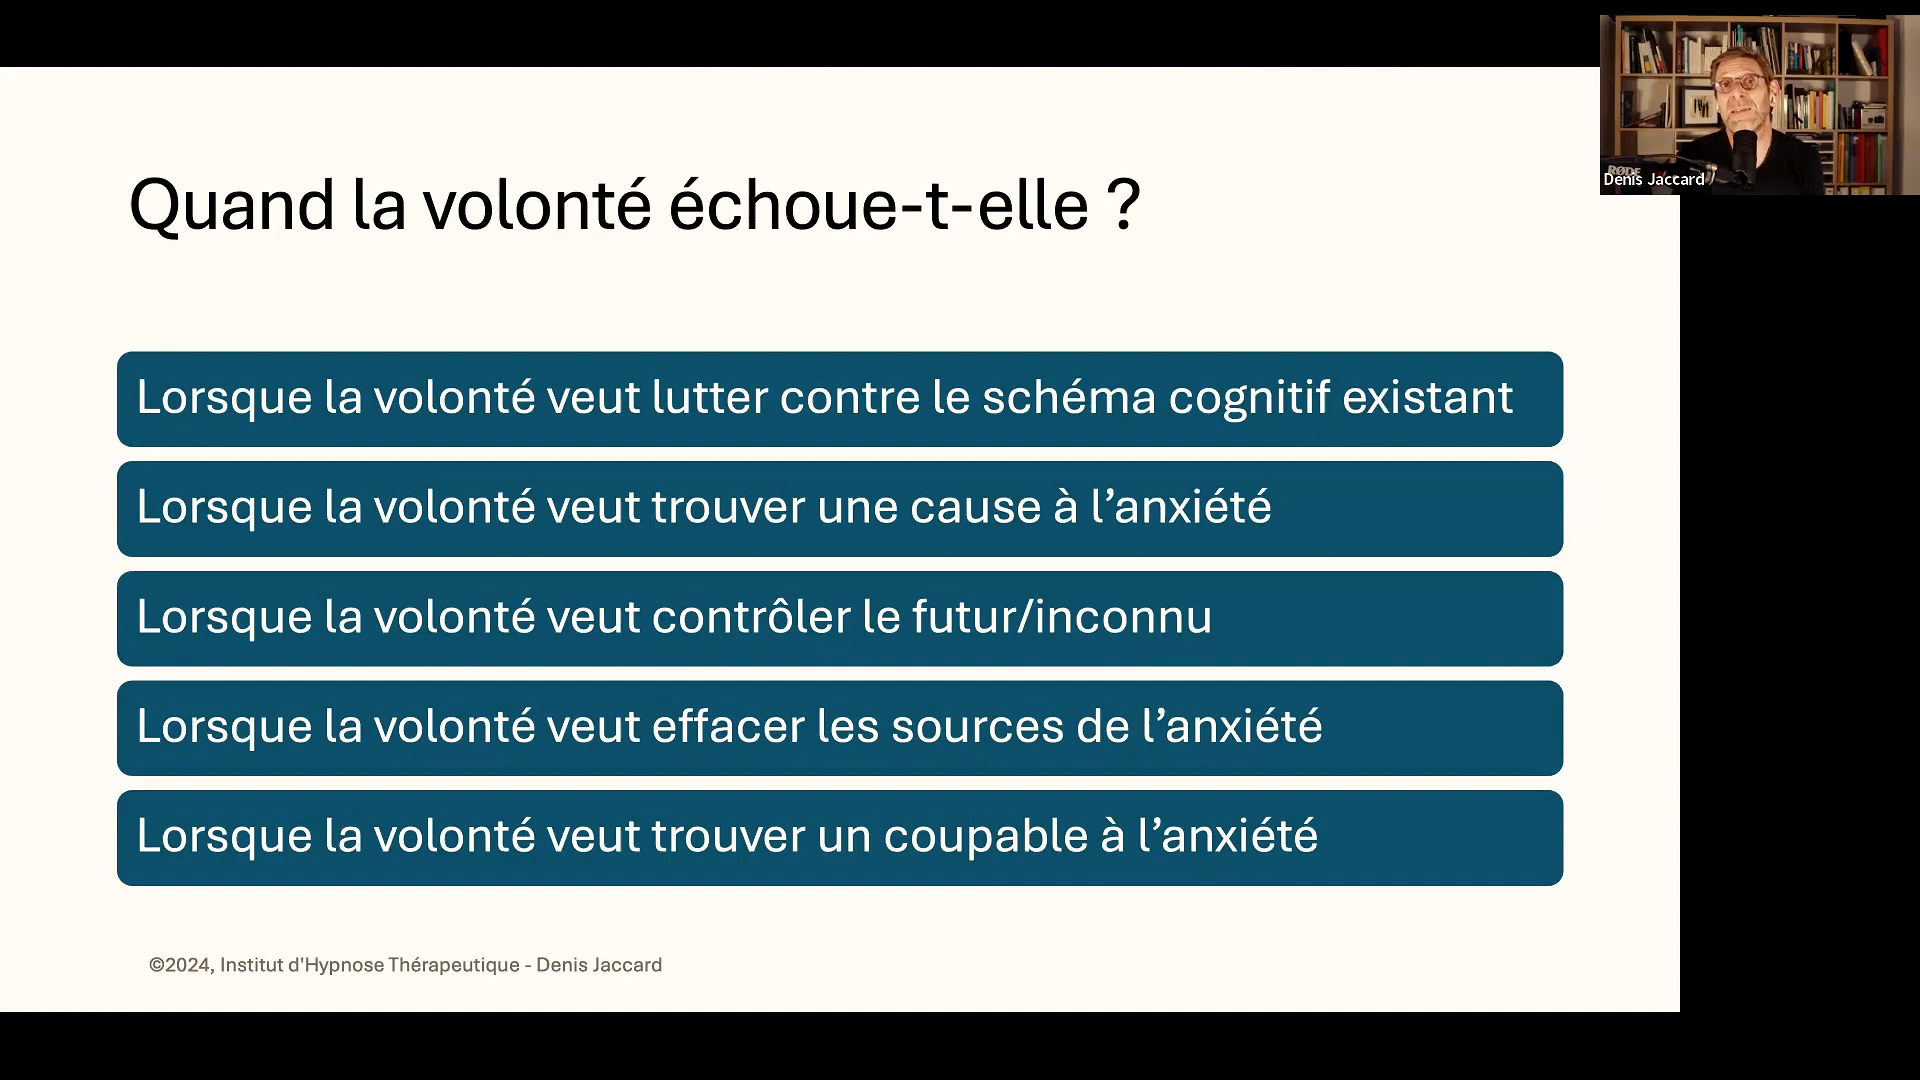 Quand la volonté échoue-t-elle ?
Lorsque la volonté veut lutter contre le schéma cognitif existant
Lorsque la volonté veut trouver une cause à l’anxiété
Lorsque la volonté veut contrôler le futur/inconnu
Lorsque la volonté veut effacer les sources de l’anxiété
Lorsque la volonté veut trouver un coupable à l’anxiété
©2024, Institut d'Hypnose Thérapeutique - Denis Jaccard
RØDE
Denis Jaccard